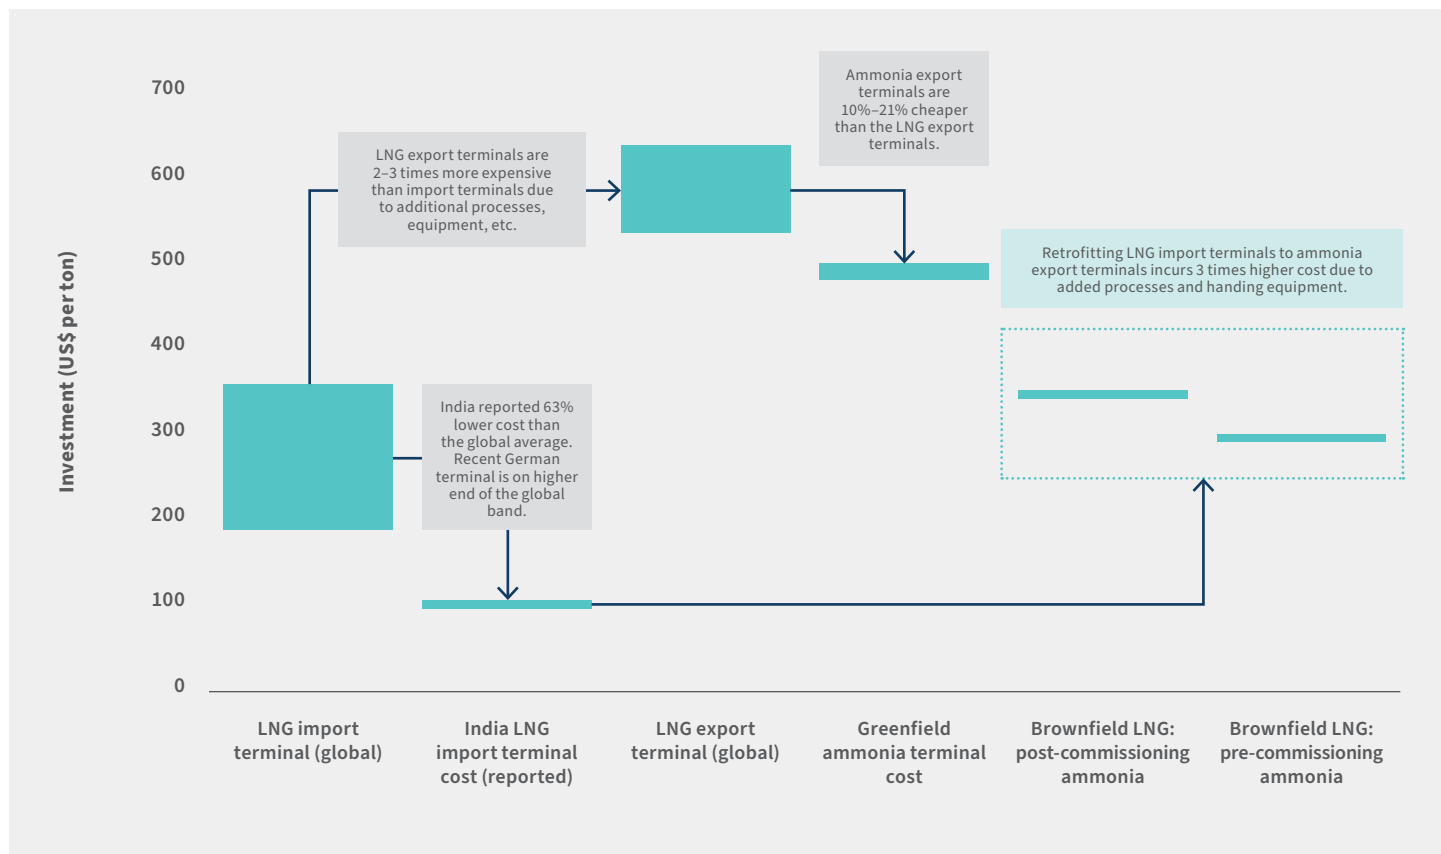 Investment (US$ per ton)
700
600
500
400
300
200
100
0
LNG export terminals are
2–3 times more expensive
than import terminals due
to additional processes,
equipment, etc.
Ammonia export
terminals are
10%–21% cheaper
than the LNG export
terminals.
Retrofitting LNG import terminals to ammonia
export terminals incurs 3 times higher cost due to
added processes and handing equipment.
India reported 63%
lower cost than
the global average.
Recent German
terminal is on higher
end of the global
band.
LNG import
terminal (global)
India LNG
import terminal
cost (reported)
LNG export
terminal (global)
Greenfield
ammonia terminal
cost
Brownfield LNG:
post-commissioning
ammonia
Brownfield LNG:
pre-commissioning
ammonia